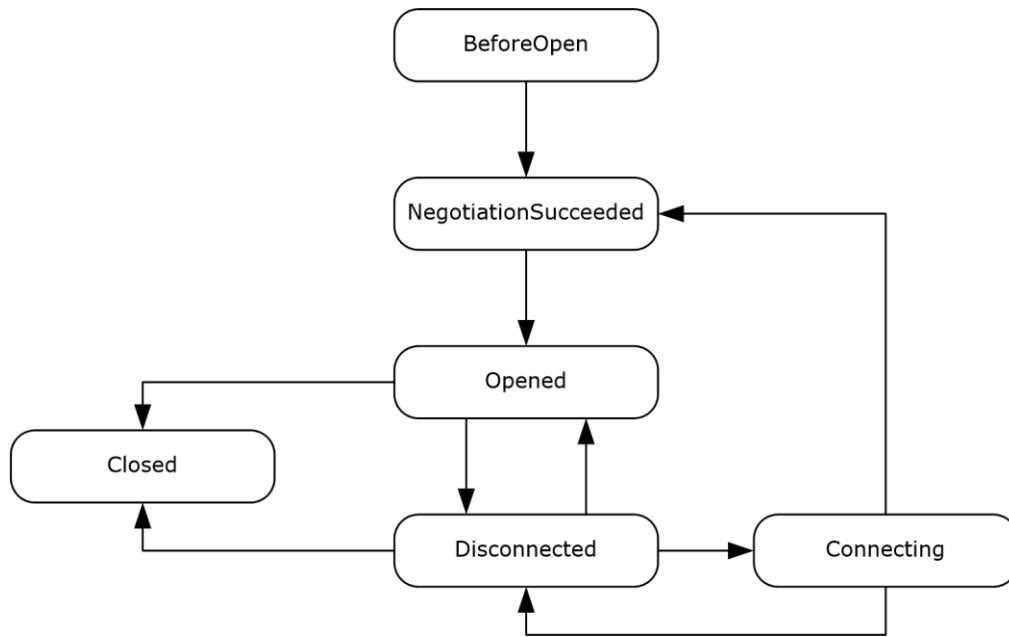 BeforeOpen
NegotiationSucceeded
Opened
Closed
Disconnected
Connecting